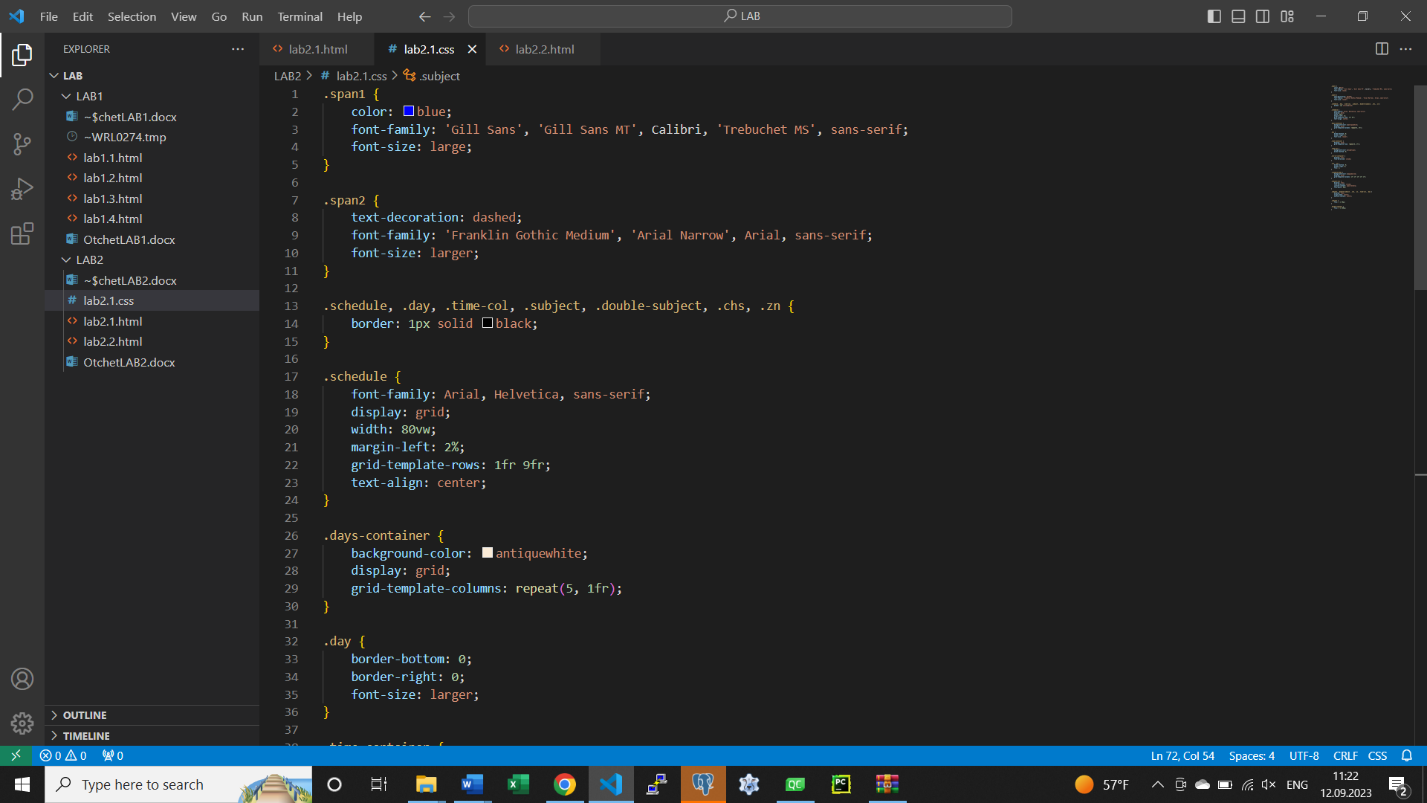 File Edit Selection View Go Run Terminal Help
LAB
EXPLORER
LAB
LAB1
~$chetLAB1.docx
~WRL0274.tmp
lab1.1.html
lab1.2.html
lab1.3.html
lab1.4.html
OtchetLAB1.docx
LAB2
~$chetLAB2.docx
lab2.1.css
lab2.1.html
lab2.2.html
OtchetLAB2.docx
OUTLINE
TIMELINE
lab2.1.html # lab2.1.css lab2.2.html
LAB2 > # lab2.1.css > .subject
1 .span1 {
2 color: blue;
3 font-family: 'Gill Sans', 'Gill Sans MT', Calibri, 'Trebuchet MS', sans-serif;
4 font-size: large;
5 }
6
7 .span2 {
8 text-decoration: dashed;
9 font-family: 'Franklin Gothic Medium', 'Arial Narrow', Arial, sans-serif;
10 font-size: larger;
11 }
12
13 .schedule, .day, .time-col, .subject, .double-subject, .chs, .zn {
14 border: 1px solid black;
15 }
16
17 .schedule {
18 font-family: Arial, Helvetica, sans-serif;
19 display: grid;
20 width: 80vw;
21 margin-left: 2%;
22 grid-template-rows: 1fr 9fr;
23 text-align: center;
24 }
25
26 .days-container {
27 background-color: antiquewhite;
28 display: grid;
29 grid-template-columns: repeat(5, 1fr);
30 }
31
32 .day {
33 border-bottom: 0;
34 border-right: 0;
35 font-size: larger;
36 }
37
0 0 0 Ln 72, Col 54 Spaces: 4 UTF-8 CRLF CSS
Type here to search
57°F ENG 11:22
12.09.2023
2